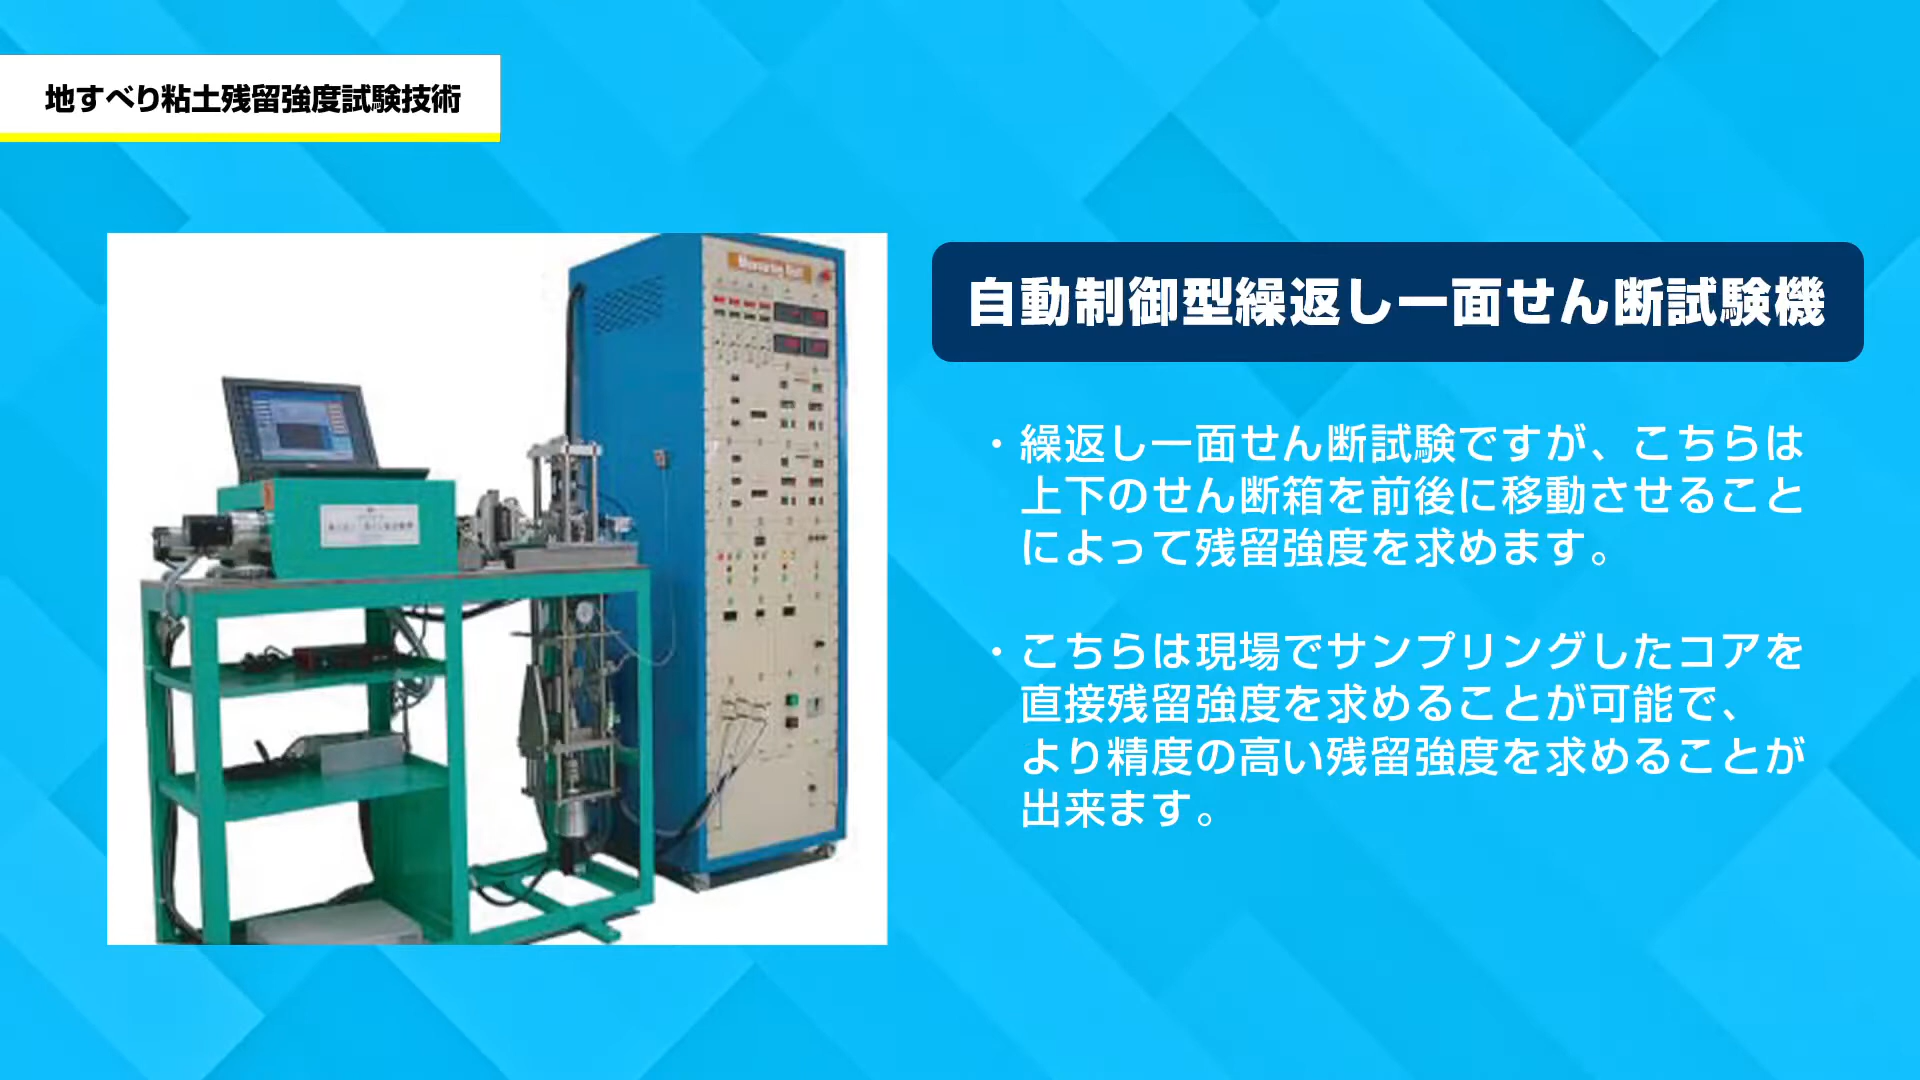 地すべり粘土残留強度試験技術
自動制御型繰返し一面せん断試験機
・繰返し一面せん断試験ですが、こちらは
上下のせん断箱を前後に移動させること
によって残留強度を求めます。
・こちらは現場でサンプリングしたコアを
直接残留強度を求めることが可能で、
より精度の高い残留強度を求めることが
出来ます。